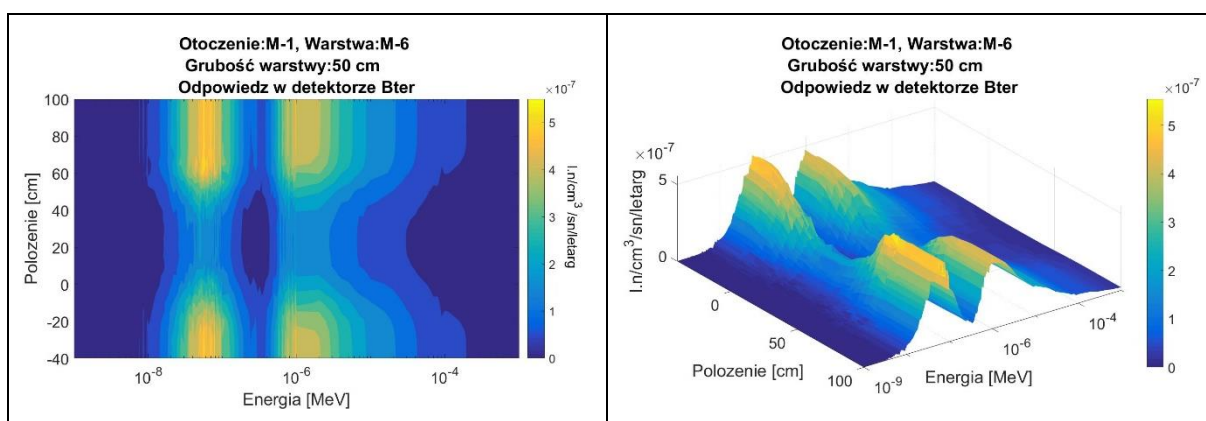 Otoczenie:M-1, Warstwa:M-6
Grubość warstwy:50 cm
Odpowiedz w detektorze Bter
×10⁻⁷
100
80
60
40
20
0
-20
-40
Polozenie [cm]
10⁻⁸
10⁻⁶
10⁻⁴
Energia [MeV]
5
4
3
2
1
0
l.n/cm³/sn/letarg
Otoczenie:M-1, Warstwa:M-6
Grubość warstwy:50 cm
Odpowiedz w detektorze Bter
×10⁻⁷
×10⁻⁷
5
0
l.n/cm³/sn/letarg
0
50
100
Polozenie [cm]
10⁻⁹
10⁻⁶
10⁻⁴
Energia [MeV]
5
4
3
2
1
0